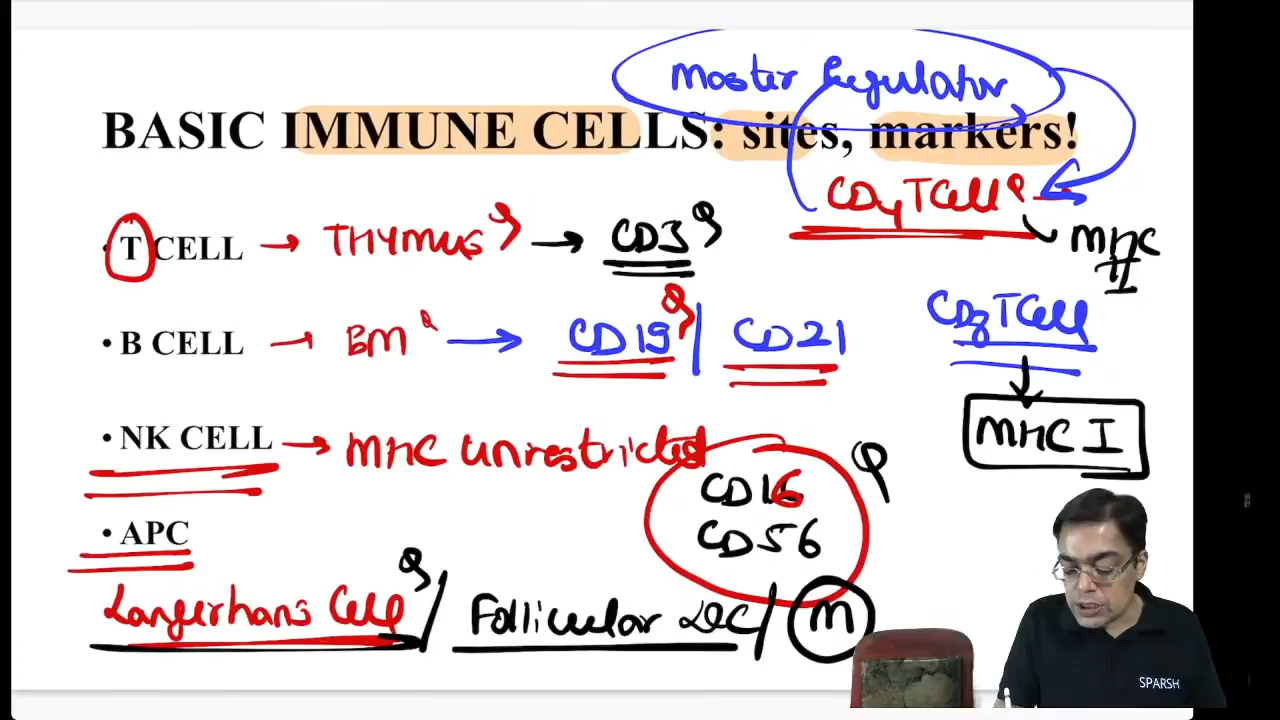 Master Regulator
BASIC IMMUNE CELLS: sites, markers!
CD4 T Cell
• T CELL → THYMUS → CD3
MHC II
• B CELL → BM → CD19 / CD21
CD8 T Cell
MHC I
• NK CELL → MHC unrestricted
CD16
CD56
• APC
Langerhans Cell / Follicular DC / M
SPARSH